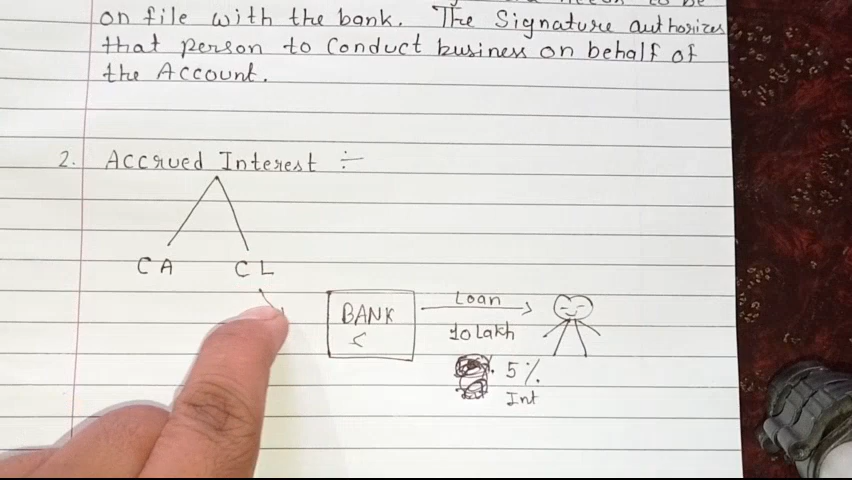 on file with the bank. The Signature authorizes
that person to conduct business on behalf of
the Account.
2. Accrued Interest ÷
CA CL
BANK
Loan
10 lakh
5%
Int